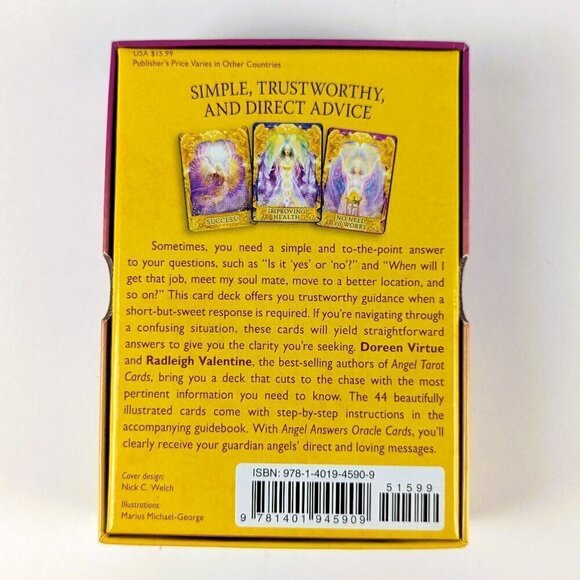 USA $15.99
Publisher's Price Varies in Other Countries
SIMPLE, TRUSTWORTHY,
AND DIRECT ADVICE
SUCCESS!
IMPROVING
HEALTH
NO NEED
TO WORRY
Sometimes, you need a simple and to-the-point answer
to your questions, such as "Is it 'yes' or 'no'?" and "When will I
get that job, meet my soul mate, move to a better location, and
so on?" This card deck offers you trustworthy guidance when a
short-but-sweet response is required. If you're navigating through
a confusing situation, these cards will yield straightforward
answers to give you the clarity you're seeking. Doreen Virtue
and Radleigh Valentine, the best-selling authors of Angel Tarot
Cards, bring you a deck that cuts to the chase with the most
pertinent information you need to know. The 44 beautifully
illustrated cards come with step-by-step instructions in the
accompanying guidebook. With Angel Answers Oracle Cards, you'll
clearly receive your guardian angels' direct and loving messages.
Cover design:
Nick C. Welch
Illustrations:
Marius Michael-George
ISBN: 978-1-4019-4590-9
51599
9 781401 945909